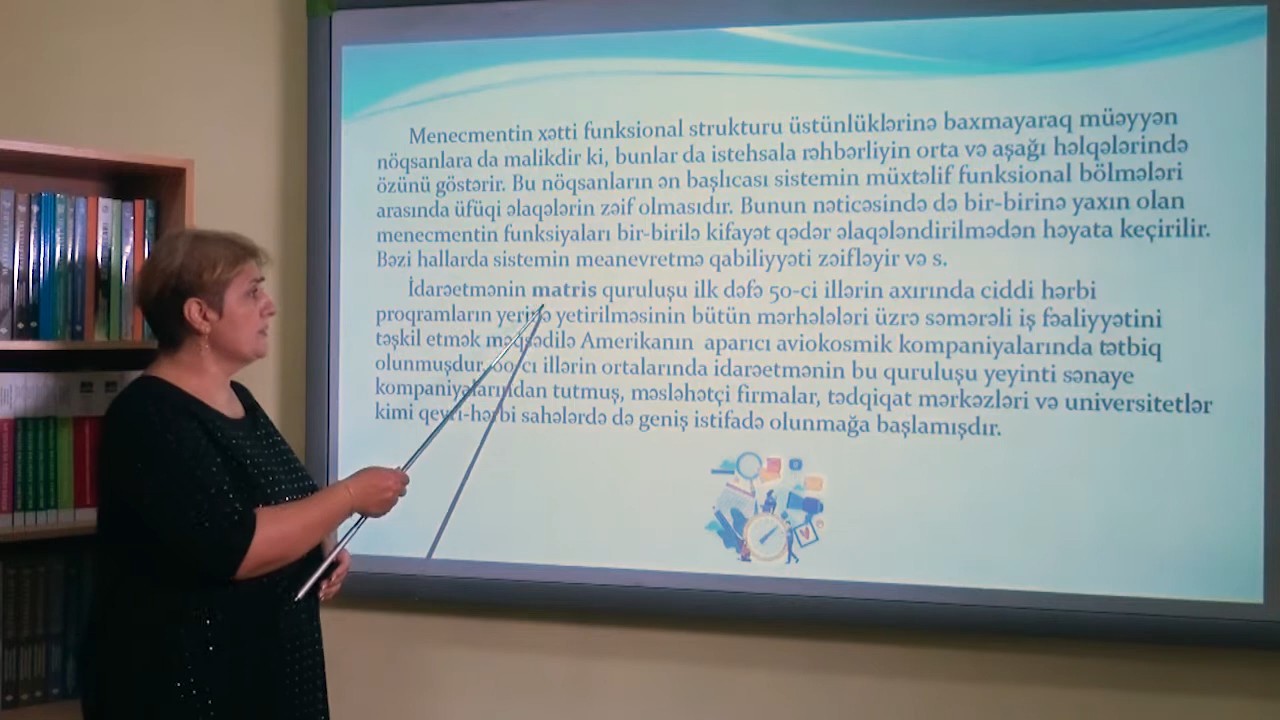 Menecmentin xətti funksional strukturu üstünlüklərinə baxmayaraq müəyyən
nöqsanlara da malikdir ki, bunlar da istehsala rəhbərliyin orta və aşağı həlqələrində
özünü göstərir. Bu nöqsanların ən başlıcası sistemin müxtəlif funksional bölmələri
arasında üfüqi əlaqələrin zəif olmasıdır. Bunun nəticəsində də bir-birinə yaxın olan
menecmentin funksiyaları bir-birilə kifayət qədər əlaqələndirilmədən həyata keçirilir.
Bəzi hallarda sistemin meanevretmə qabiliyyəti zəifləyir və s.
İdarəetmənin matris quruluşu ilk dəfə 50-ci illərin axırında ciddi hərbi
proqramların yerinə yetirilməsinin bütün mərhələləri üzrə səmərəli iş fəaliyyətini
təşkil etmək məqsədilə Amerikanın aparıcı aviokosmik kompaniyalarında tətbiq
olunmuşdur. illərin ortalarında idarəetmənin bu quruluşu yeyinti sənaye
kompaniyalarından tutmuş, məsləhətçi firmalar, tədqiqat mərkəzləri və universitetlər
kimi qeyri-hərbi sahələrdə də geniş istifadə olunmağa başlamışdır.